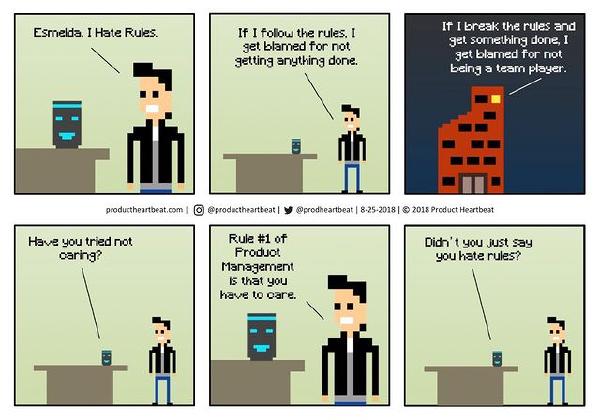 Esmelda. I Hate Rules.
If I follow the rules, I
get blamed for not
getting anything done.
If I break the rules and
get something done, I
get blamed for not
being a team player.
productheartbeat.com | @productheartbeat | @prodheartbeat | 8-25-2018 | © 2018 Product Heartbeat
Have you tried not
caring?
Rule #1 of
Product
Management
is that you
have to care.
Didn't you just say
you hate rules?